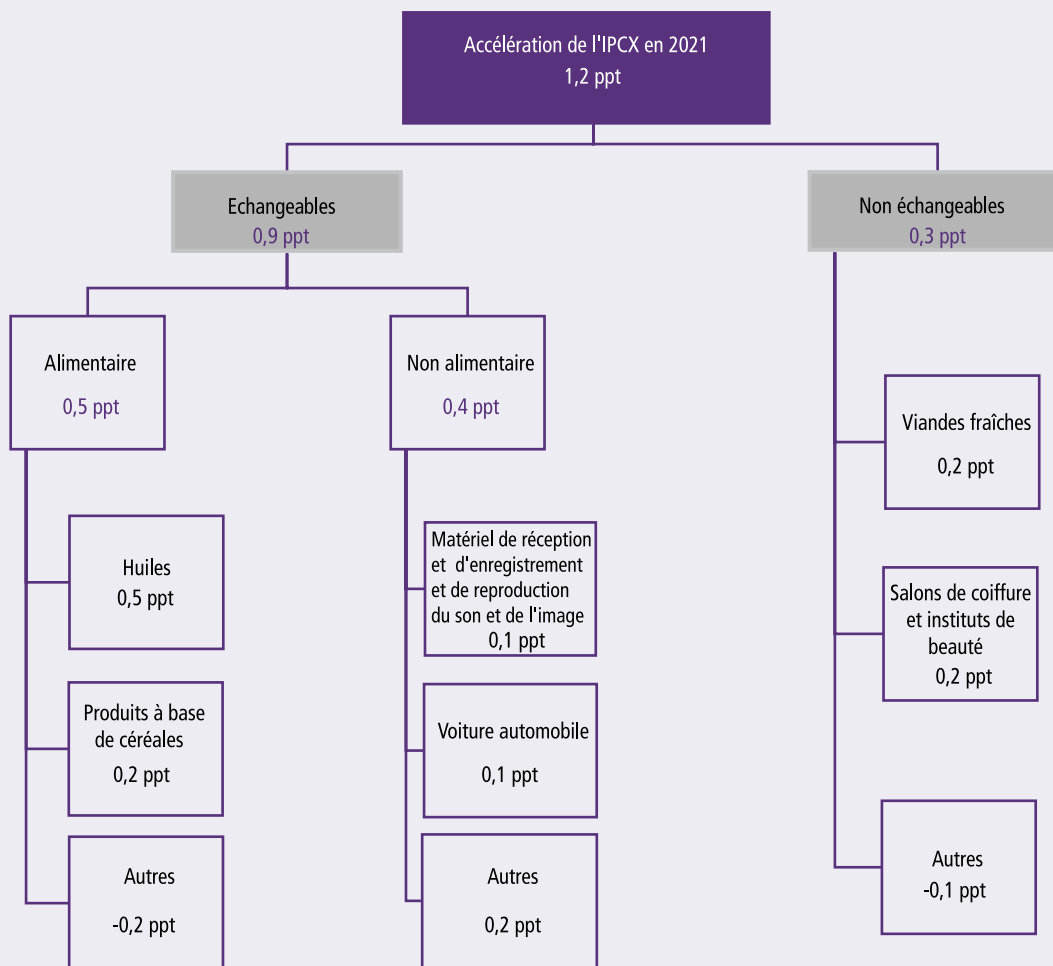 Accélération de l'IPCX en 2021
1,2 ppt
Echangeables
0,9 ppt
Non échangeables
0,3 ppt
Alimentaire
0,5 ppt
Non alimentaire
0,4 ppt
Huiles
0,5 ppt
Produits à base
de céréales
0,2 ppt
Autres
-0,2 ppt
Matériel de réception
et d'enregistrement
et de reproduction
du son et de l'image
0,1 ppt
Voiture automobile
0,1 ppt
Autres
0,2 ppt
Viandes fraîches
0,2 ppt
Salons de coiffure
et instituts de
beauté
0,2 ppt
Autres
-0,1 ppt